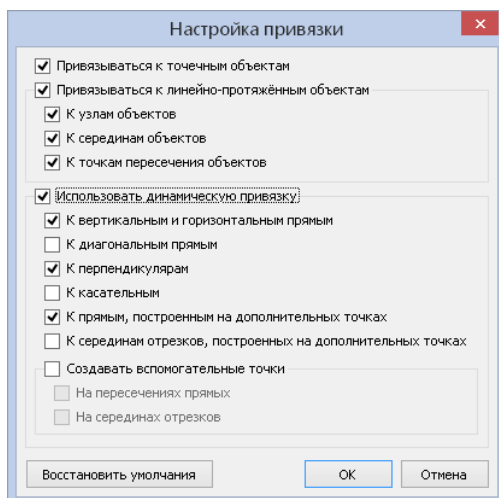 Настройка привязки
Привязываться к точечным объектам
Привязываться к линейно-протяжённым объектам
К узлам объектов
К серединам объектов
К точкам пересечения объектов
Использовать динамическую привязку
К вертикальным и горизонтальным прямым
К диагональным прямым
К перпендикулярам
К касательным
К прямым, построенным на дополнительных точках
К серединам отрезков, построенных на дополнительных точках
Создавать вспомогательные точки
На пересечениях прямых
На серединах отрезков
Восстановить умолчания
ОК
Отмена